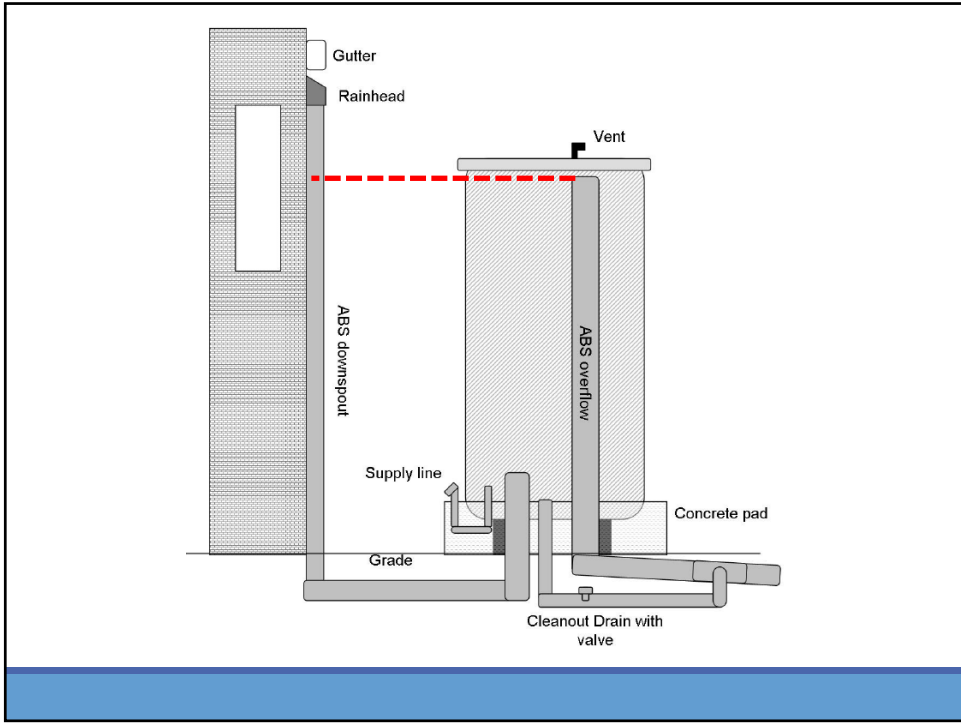 Gutter
Rainhead
Vent
ABS downspout
ABS overflow
Supply line
Concrete pad
Grade
Cleanout Drain with
valve